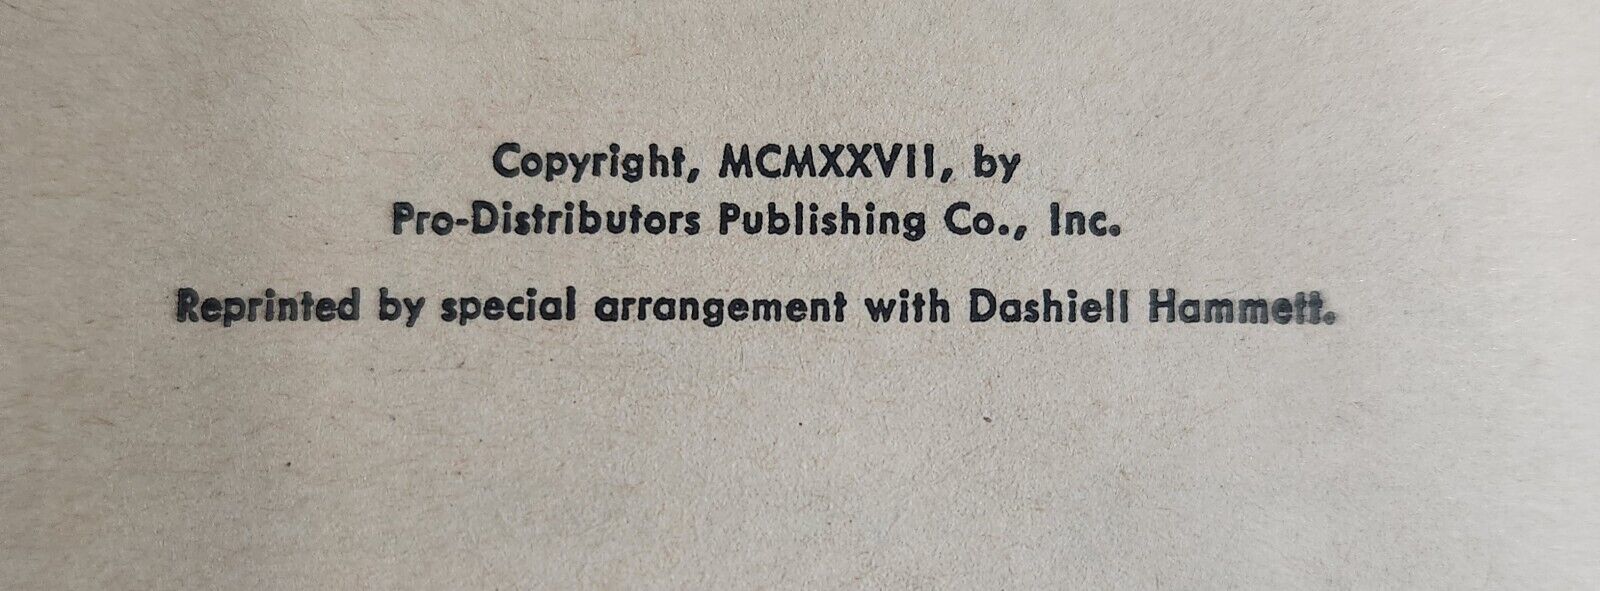 Copyright, MCMXXVII, by
Pro-Distributors Publishing Co., Inc.
Reprinted by special arrangement with Dashiell Hammett.